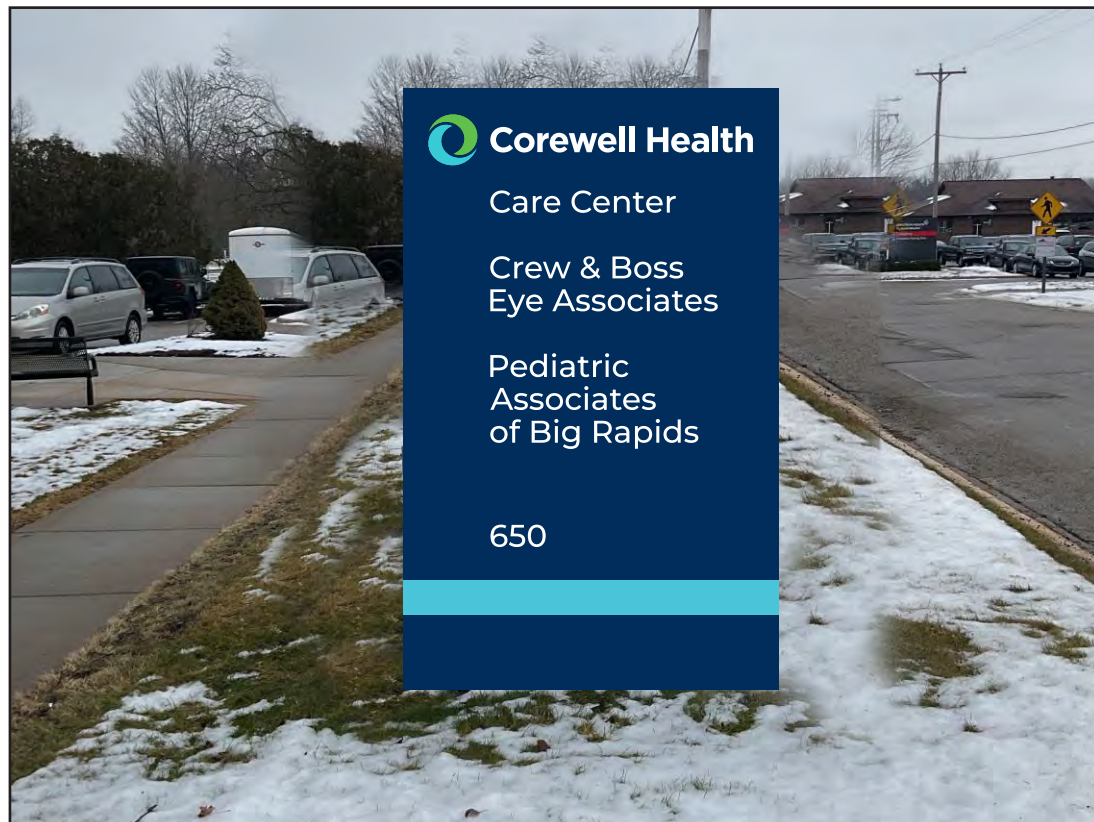 Corewell Health
Care Center
Crew & Boss
Eye Associates
Pediatric
Associates
of Big Rapids
650